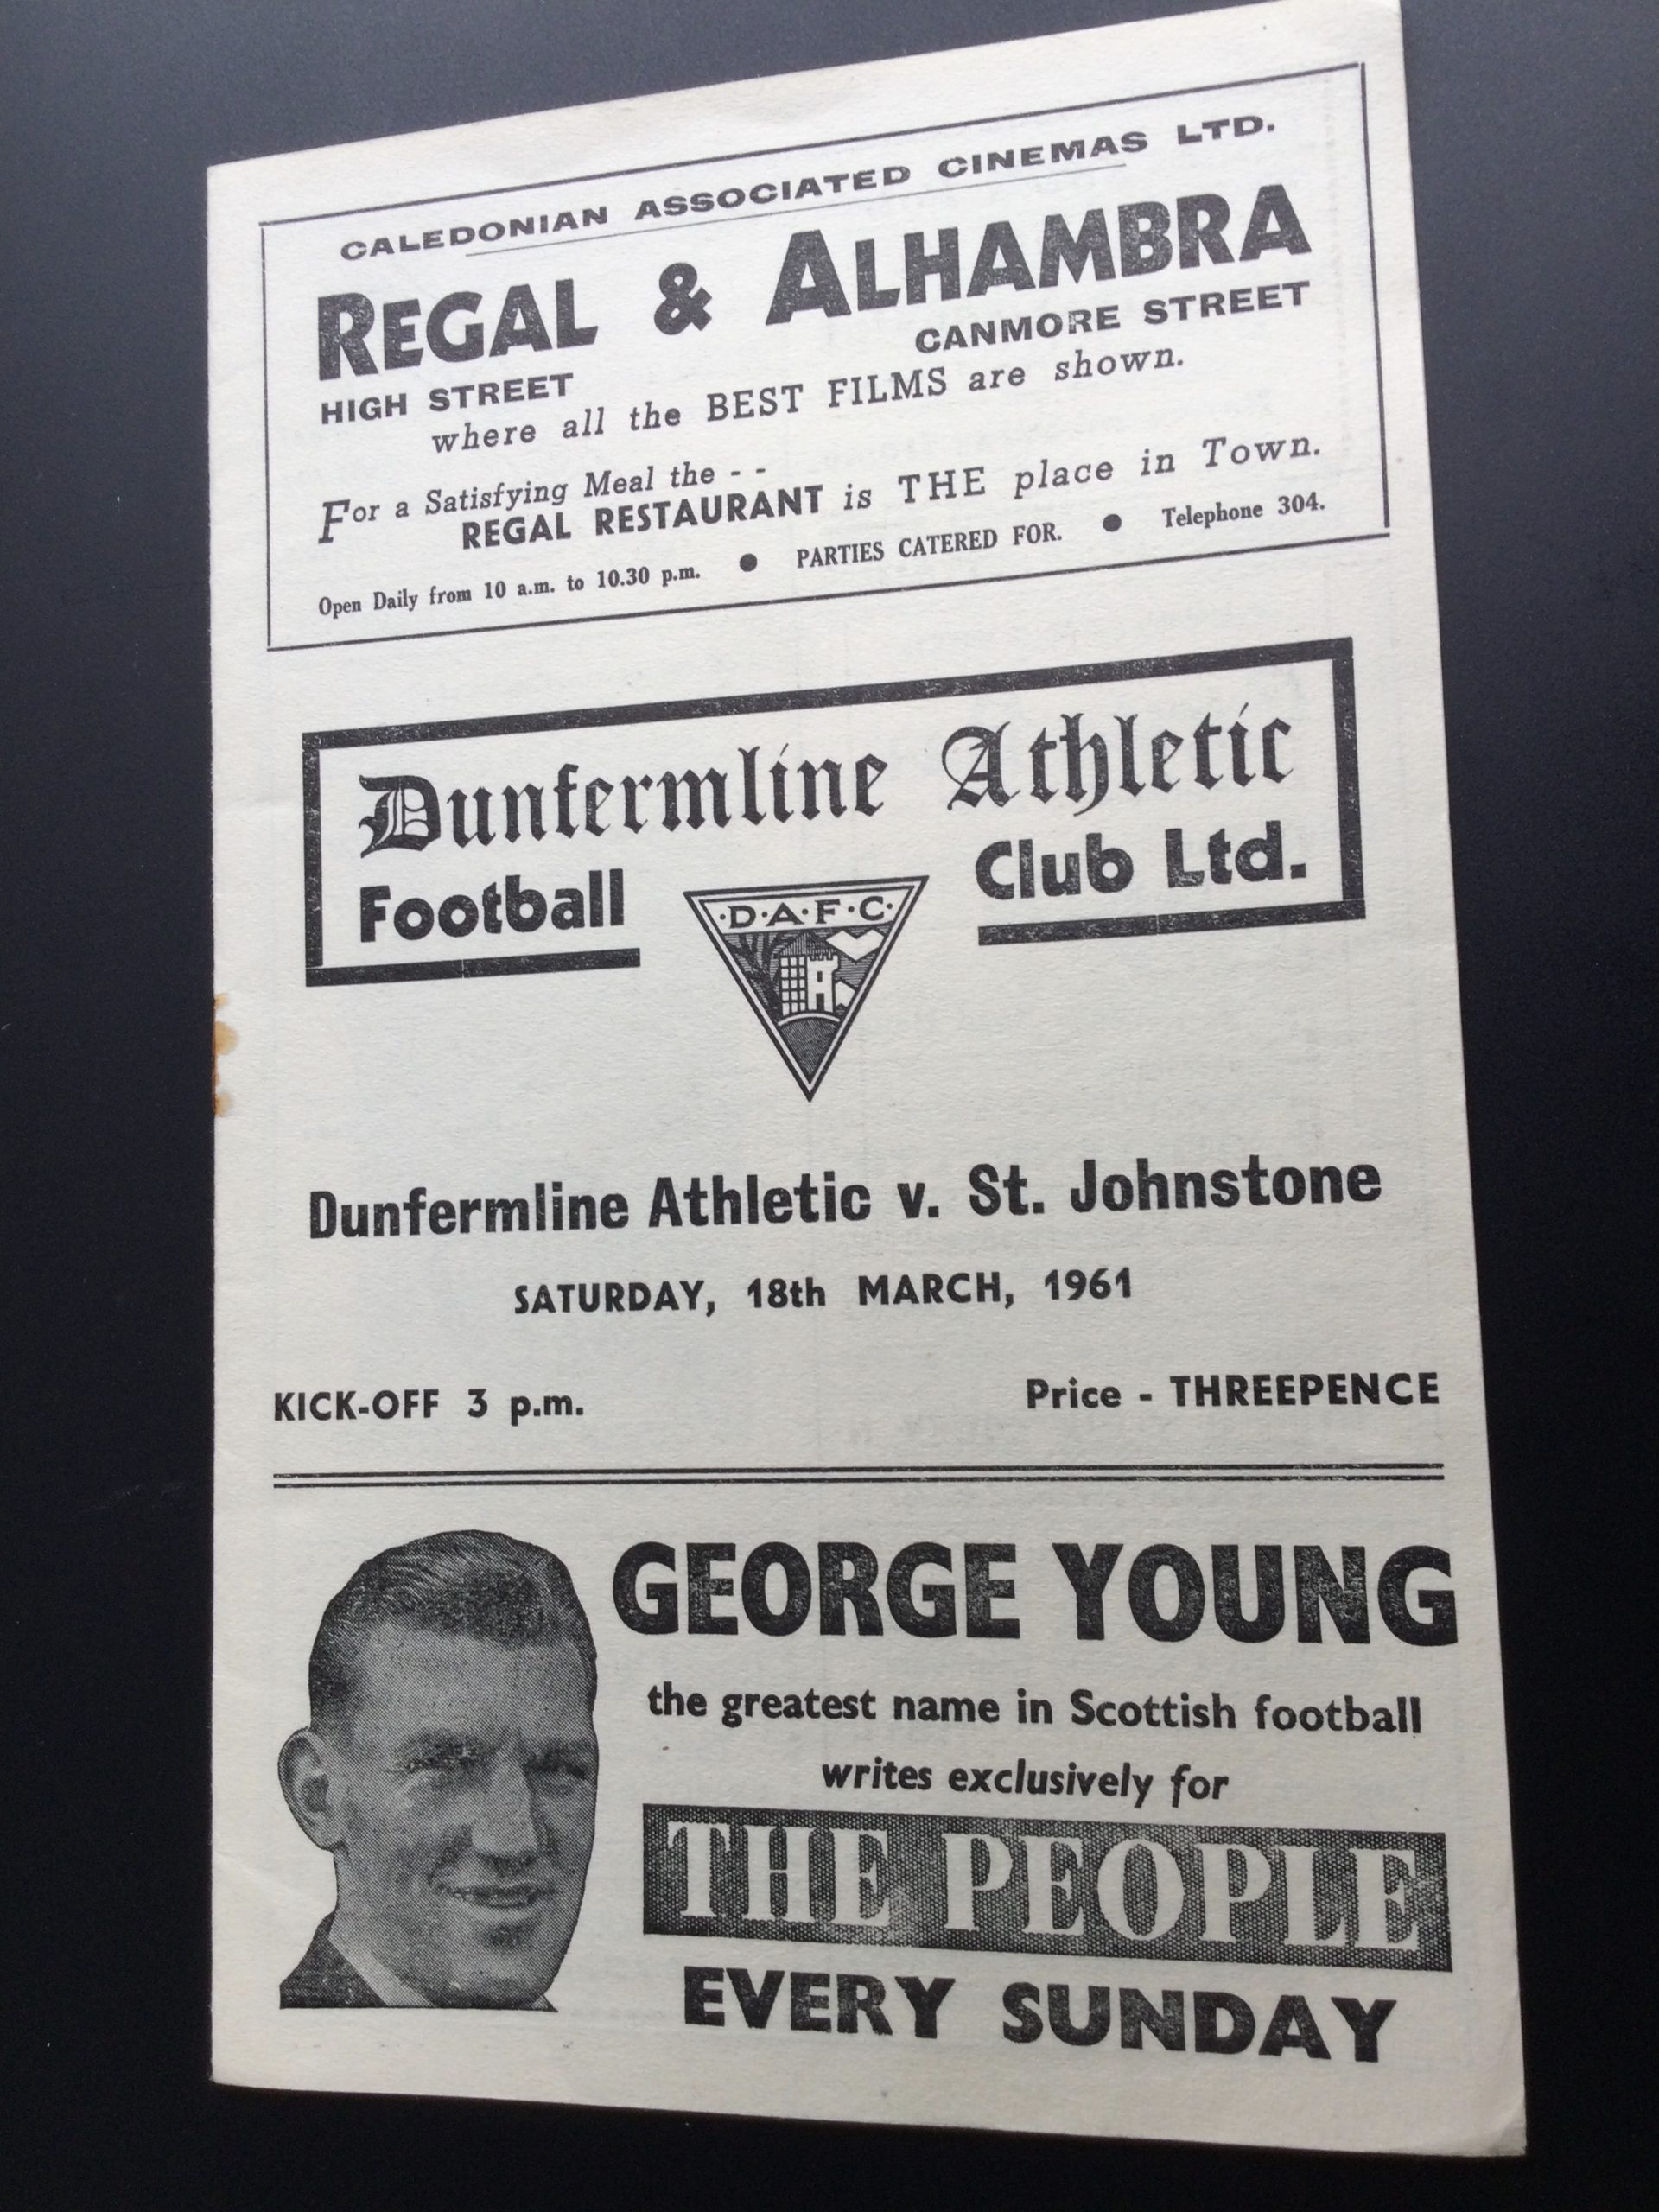 CALEDONIAN ASSOCIATED CINEMAS LTD.
REGAL & ALHAMBRA
HIGH STREET CANMORE STREET
where all the BEST FILMS are shown.
For a Satisfying Meal the - -
REGAL RESTAURANT is THE place in Town.
Open Daily from 10 a.m. to 10.30 p.m. ● PARTIES CATERED FOR. ● Telephone 304.
Dunfermline Athletic
Football Club Ltd.
·D·A·F·C·
Dunfermline Athletic v. St. Johnstone
SATURDAY, 18th MARCH, 1961
KICK-OFF 3 p.m. Price - THREEPENCE
GEORGE YOUNG
the greatest name in Scottish football
writes exclusively for
THE PEOPLE
EVERY SUNDAY